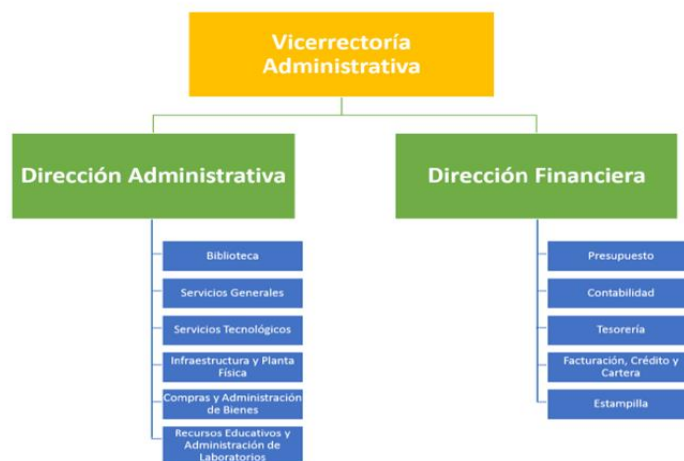 Vicerrectoría
Administrativa
Dirección Administrativa
Dirección Financiera
Biblioteca
Servicios Generales
Servicios Tecnológicos
Infraestructura y Planta
Física
Compras y Administración
de Bienes
Recursos Educativos y
Administración de
Laboratorios
Presupuesto
Contabilidad
Tesorería
Facturación, Crédito y
Cartera
Estampilla